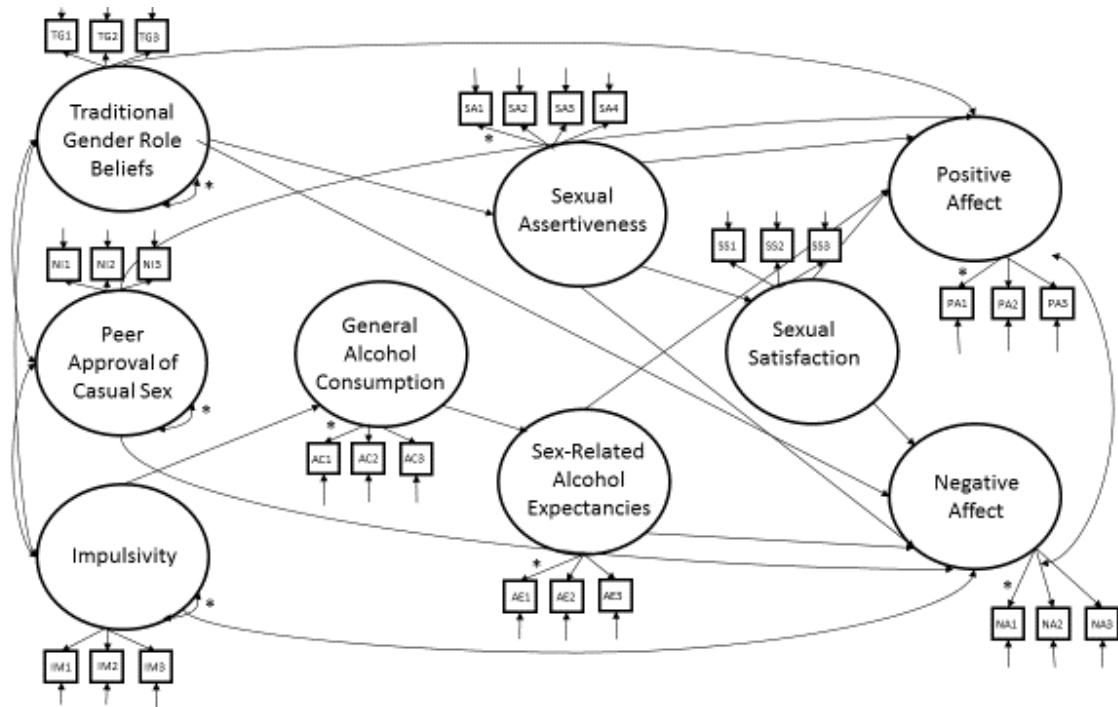 TG1 TG2 TG3
Traditional
Gender Role
Beliefs
*
SA1 SA2 SA3 SA4
*
Sexual
Assertiveness
Positive
Affect
*
PA1 PA2 PA3
NI1 NI2 NI3
Peer
Approval of
Casual Sex
*
General
Alcohol
Consumption
*
AC1 AC2 AC3
SS1 SS2 SS3
Sexual
Satisfaction
Sex-Related
Alcohol
Expectancies
*
AE1 AE2 AE3
Negative
Affect
*
NA1 NA2 NA3
Impulsivity
*
IM1 IM2 IM3